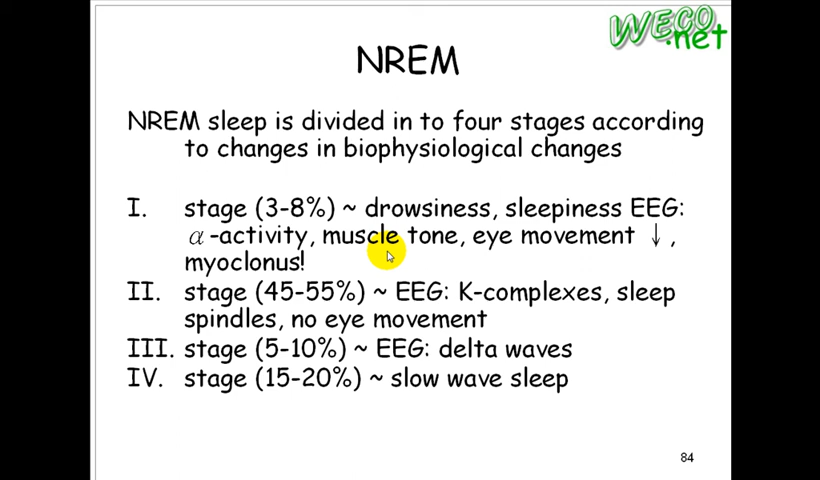 WECO
.net
NREM
NREM sleep is divided in to four stages according
to changes in biophysiological changes
I. stage (3-8%) ~ drowsiness, sleepiness EEG:
α-activity, muscle tone, eye movement ↓,
myoclonus!
II. stage (45-55%) ~ EEG: K-complexes, sleep
spindles, no eye movement
III. stage (5-10%) ~ EEG: delta waves
IV. stage (15-20%) ~ slow wave sleep
84